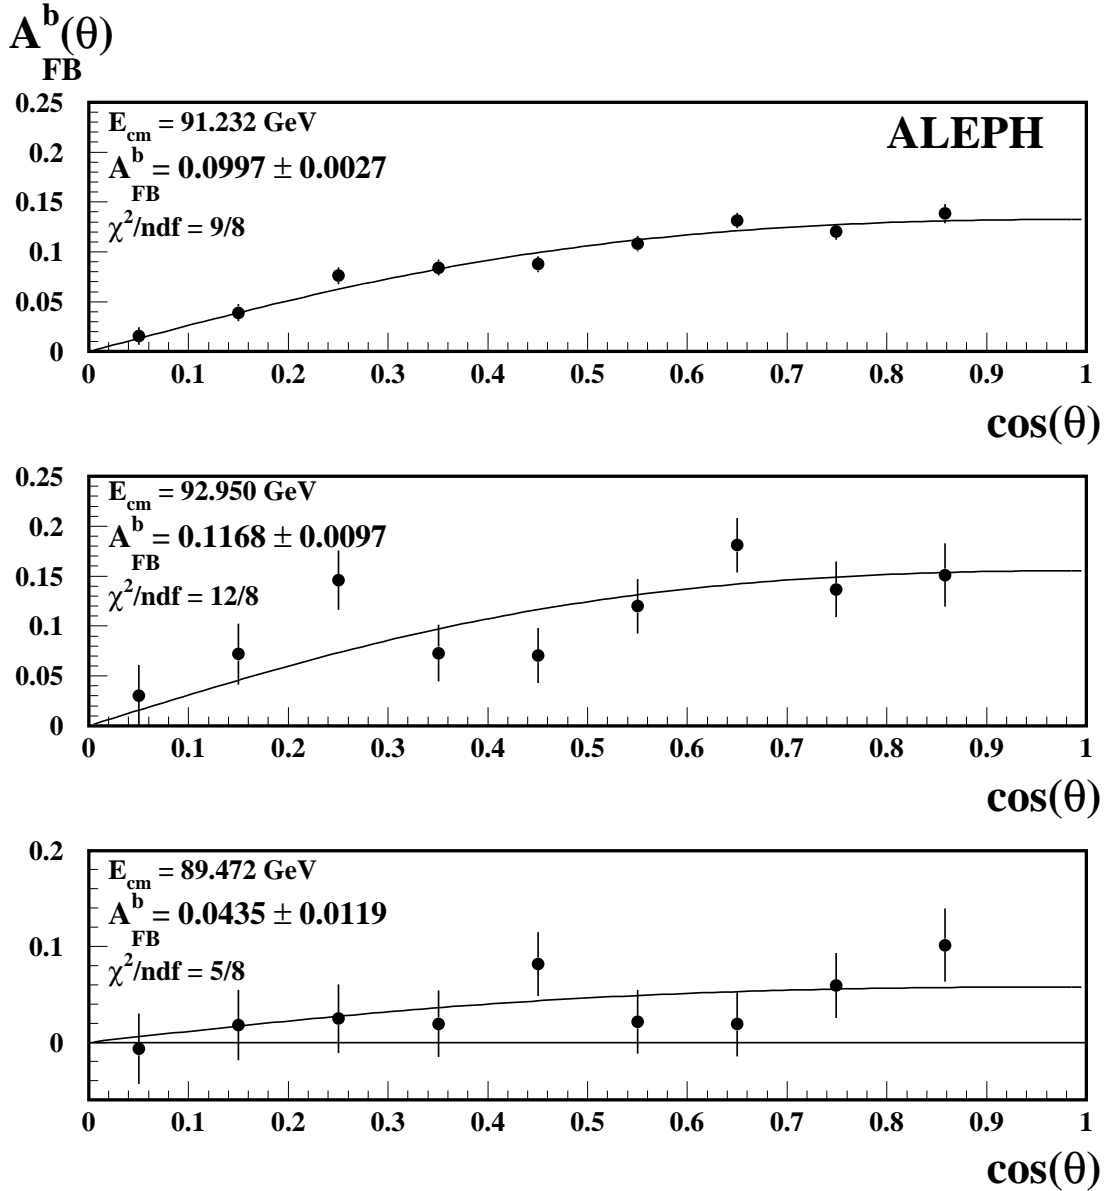 A^b_FB(θ)
0.25
E_cm = 91.232 GeV
ALEPH
0.2
A^b_FB = 0.0997 ± 0.0027
0.15
χ²/ndf = 9/8
0.1
0.05
0
0 0.1 0.2 0.3 0.4 0.5 0.6 0.7 0.8 0.9 1
cos(θ)
0.25
E_cm = 92.950 GeV
0.2
A^b_FB = 0.1168 ± 0.0097
0.15
χ²/ndf = 12/8
0.1
0.05
0
0 0.1 0.2 0.3 0.4 0.5 0.6 0.7 0.8 0.9 1
cos(θ)
0.2
E_cm = 89.472 GeV
A^b_FB = 0.0435 ± 0.0119
0.1
χ²/ndf = 5/8
0
0 0.1 0.2 0.3 0.4 0.5 0.6 0.7 0.8 0.9 1
cos(θ)